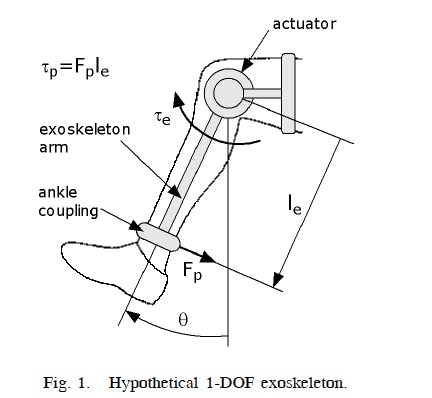 actuator
τp=Fple
τe
exoskeleton
arm
ankle
coupling
le
Fp
θ
Fig. 1. Hypothetical 1-DOF exoskeleton.